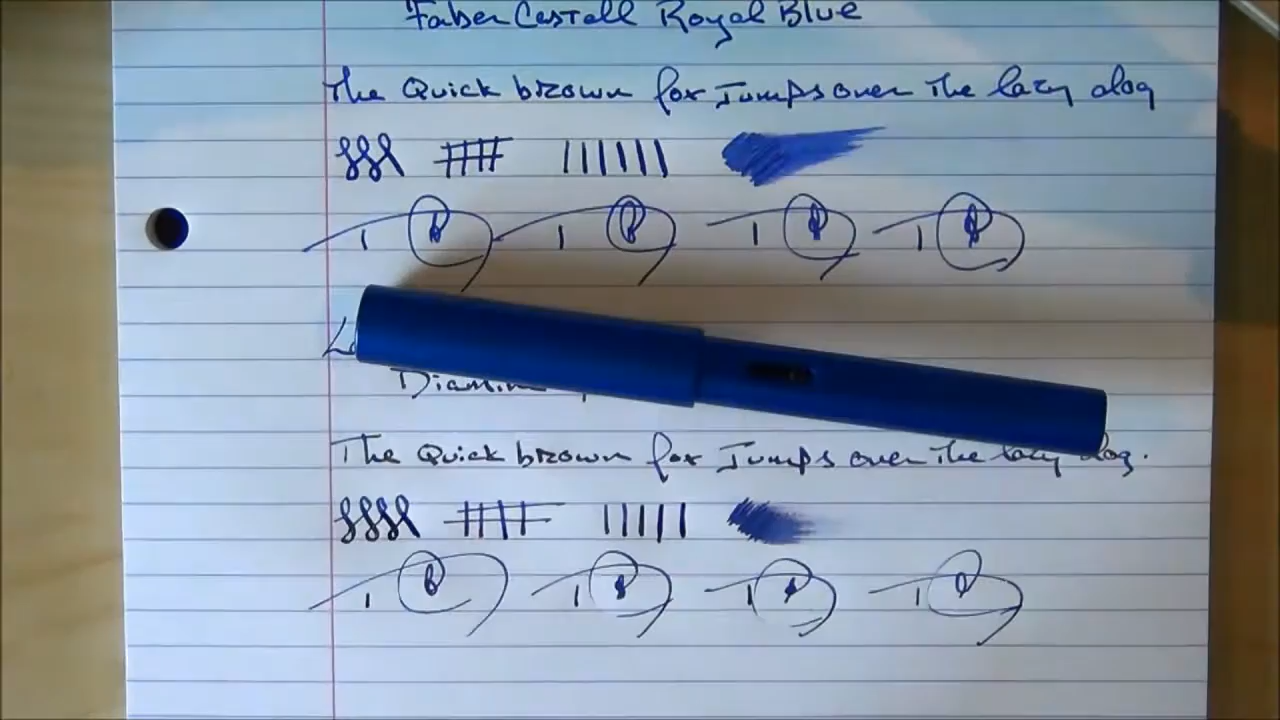 Faber Castell Royal Blue
The Quick brown fox Jumps over The lazy dog
The Quick brown fox Jumps over The lazy dog.